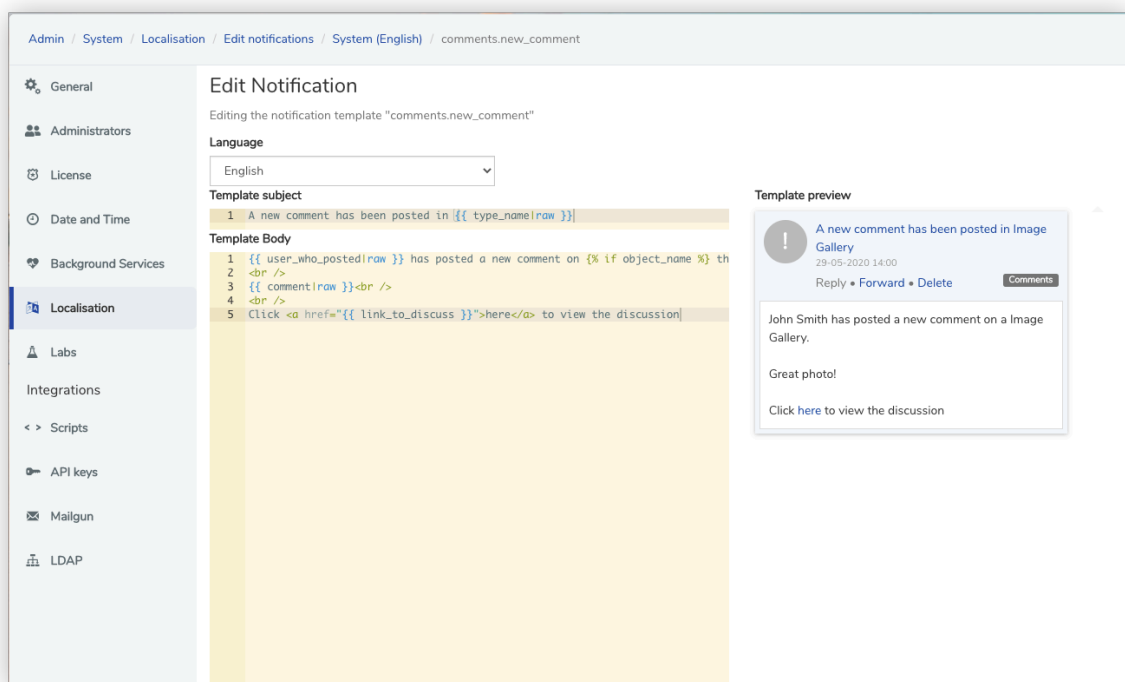 Admin / System / Localisation / Edit notifications / System (English) / comments.new_comment
General
Administrators
License
Date and Time
Background Services
Localisation
Labs
Integrations
Scripts
API keys
Mailgun
LDAP
Edit Notification
Editing the notification template "comments.new_comment"
Language
English
Template subject
1 A new comment has been posted in {{ type_name|raw }}
Template Body
1 {{ user_who_posted|raw }} has posted a new comment on {% if object_name %} th
2 <br />
3 {{ comment|raw }}<br />
4 <br />
5 Click <a href="{{ link_to_discuss }}">here</a> to view the discussion
Template preview
!
A new comment has been posted in Image
Gallery
29-05-2020 14:00
Reply • Forward • Delete
Comments
John Smith has posted a new comment on a Image
Gallery.
Great photo!
Click here to view the discussion